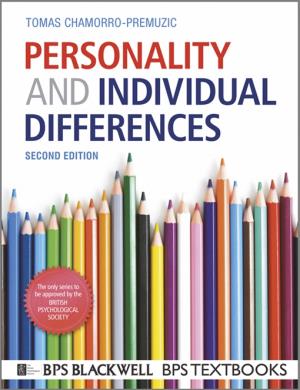 TOMAS CHAMORRO-PREMUZIC
PERSONALITY
AND INDIVIDUAL
DIFFERENCES
SECOND EDITION
The only series to
be approved by the
BRITISH
PSYCHOLOGICAL
SOCIETY
BPS BLACKWELL BPS TEXTBOOKS